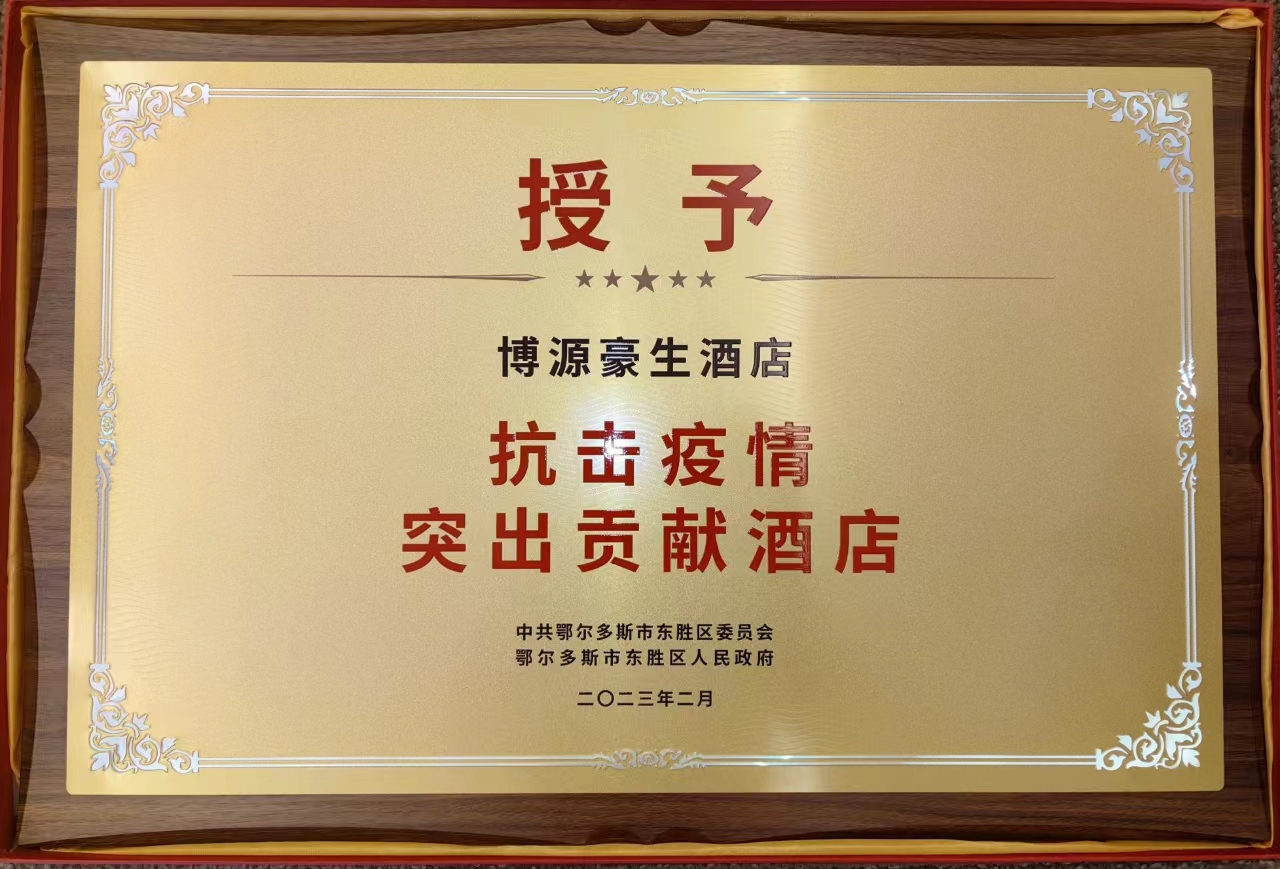 授予
博源豪生酒店
抗击疫情
突出贡献酒店
中共鄂尔多斯市东胜区委员会
鄂尔多斯市东胜区人民政府
二〇二三年二月